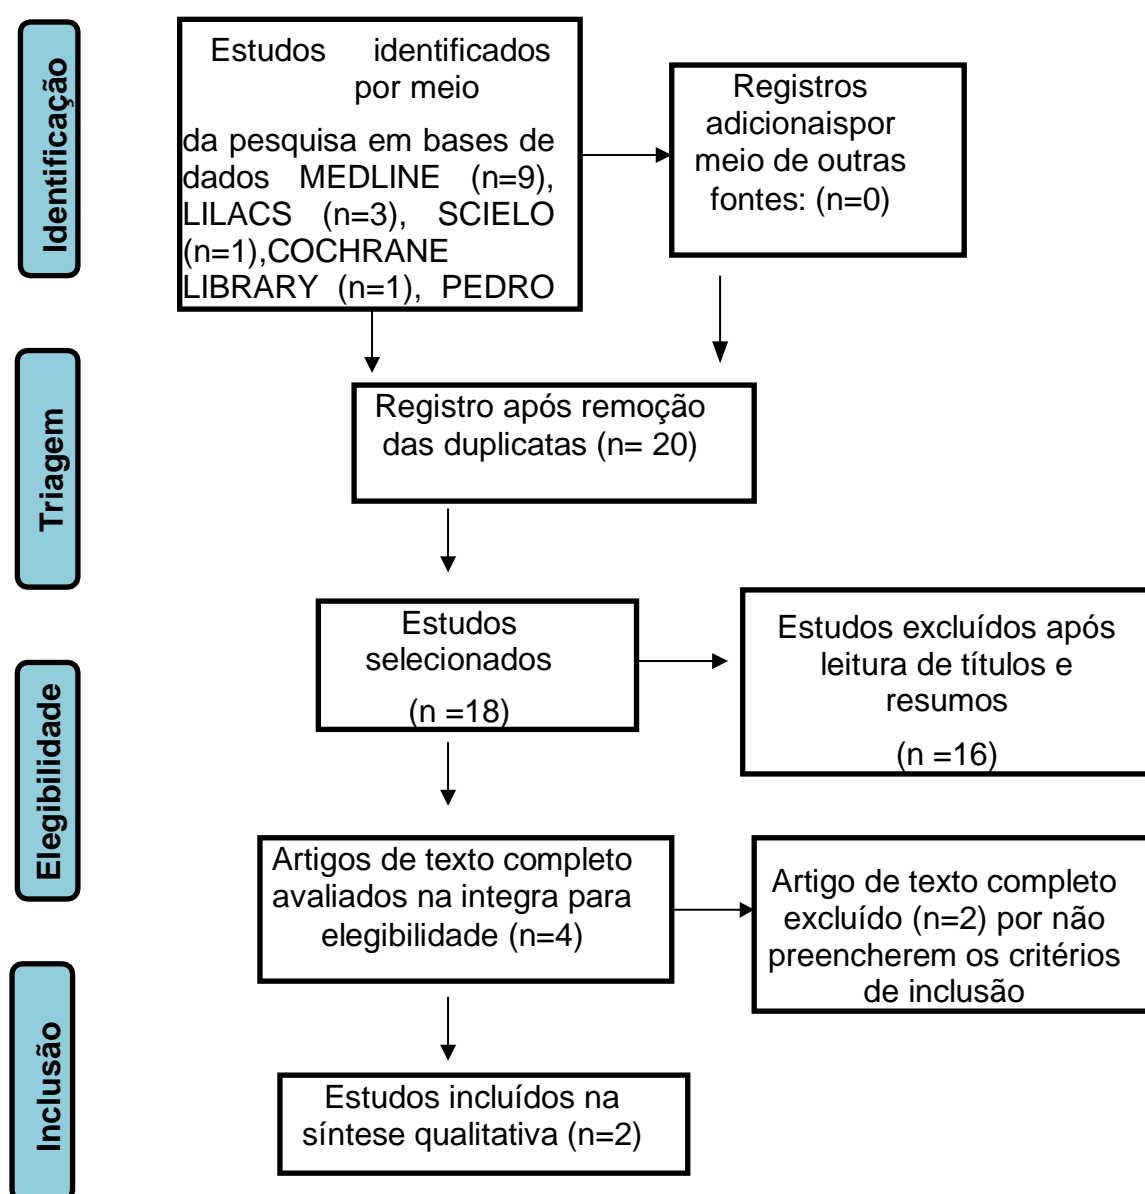 Identificação
Estudos identificados
por meio
da pesquisa em bases de
dados MEDLINE (n=9),
LILACS (n=3), SCIELO
(n=1),COCHRANE
LIBRARY (n=1), PEDRO
Registros
adicionaispor
meio de outras
fontes: (n=0)
Triagem
Registro após remoção
das duplicatas (n= 20)
Elegibilidade
Estudos
selecionados
(n =18)
Estudos excluídos após
leitura de títulos e
resumos
(n =16)
Artigos de texto completo
avaliados na integra para
elegibilidade (n=4)
Artigo de texto completo
excluído (n=2) por não
preencherem os critérios
de inclusão
Inclusão
Estudos incluídos na
síntese qualitativa (n=2)